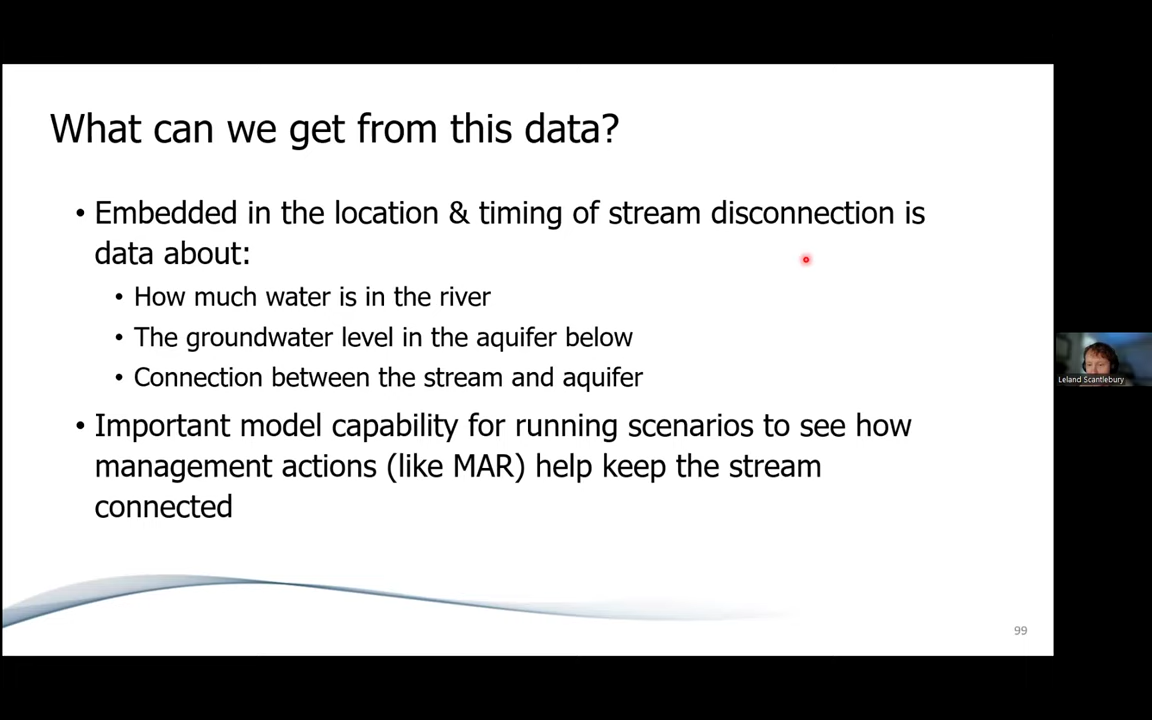 What can we get from this data?
• Embedded in the location & timing of stream disconnection is
data about:
• How much water is in the river
• The groundwater level in the aquifer below
• Connection between the stream and aquifer
• Important model capability for running scenarios to see how
management actions (like MAR) help keep the stream
connected
Leland Scantlebury
99